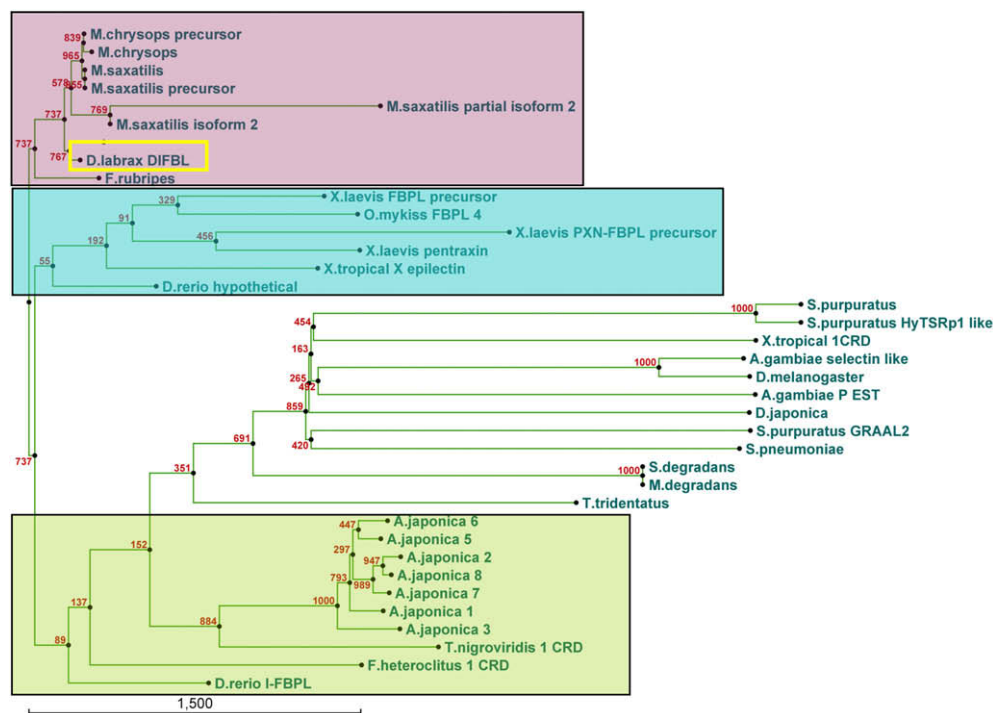 M.chrysops precursor
839
M.chrysops
965
M.saxatilis
578
855
M.saxatilis precursor
M.saxatilis partial isoform 2
769
737
M.saxatilis isoform 2
737
767
D.labrax DIFBL
F.rubripes
X.laevis FBPL precursor
329
O.mykiss FBPL 4
91
X.laevis PXN-FBPL precursor
192
456
X.laevis pentraxin
55
X.tropical X epilectin
D.rerio hypothetical
S.purpuratus
1000
S.purpuratus HyTSRp1 like
454
X.tropical 1CRD
163
A.gambiae selectin like
1000
D.melanogaster
265
492
A.gambiae P EST
859
D.japonica
S.purpuratus GRAAL2
691
420
S.pneumoniae
737
351
S.degradans
1000
M.degradans
T.tridentatus
A.japonica 6
447
A.japonica 5
152
297
A.japonica 2
947
A.japonica 8
793
989
A.japonica 7
137
1000
A.japonica 1
884
A.japonica 3
89
T.nigroviridis 1 CRD
F.heteroclitus 1 CRD
D.rerio I-FBPL
1,500